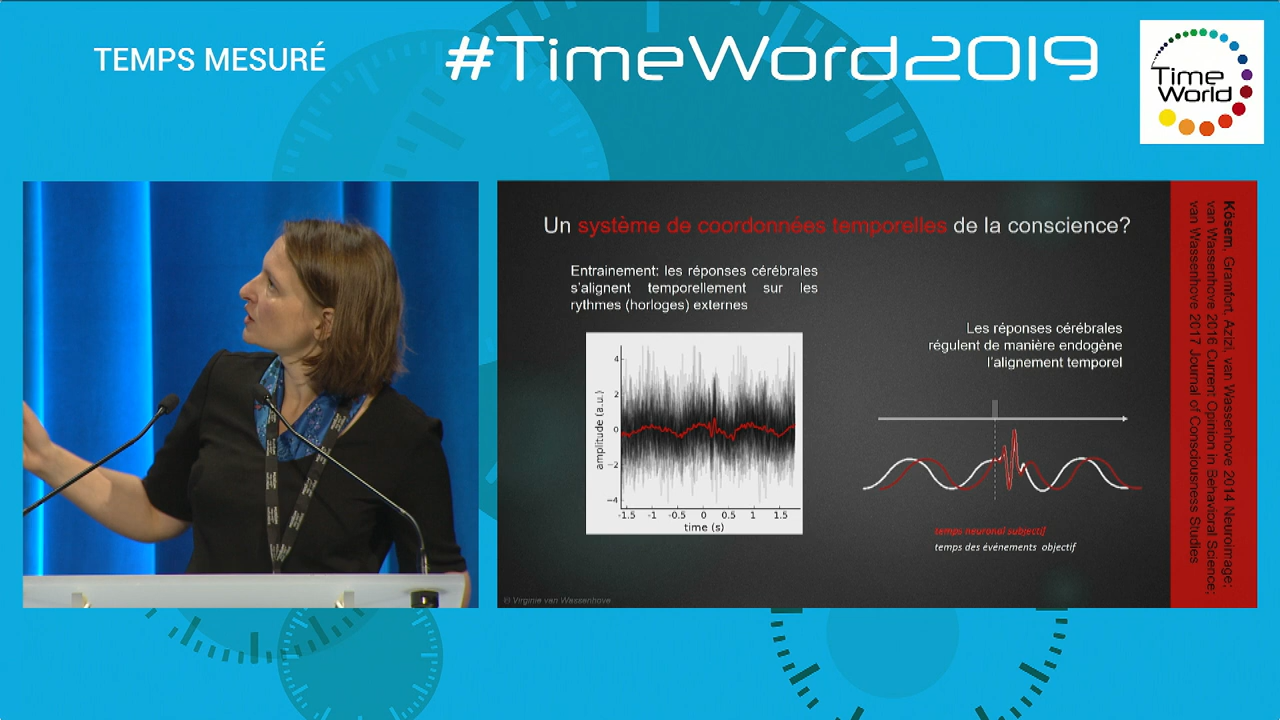 TEMPS MESURÉ
#TimeWord2019
Time
World
Un système de coordonnées temporelles de la conscience?
Entrainement: les réponses cérébrales
s'alignent temporellement sur les
rythmes (horloges) externes
amplitude (a.u.)
4
2
0
−2
−4
-1.5 -1 -0.5 0 0.5 1 1.5
time (s)
Les réponses cérébrales
régulent de manière endogène
l'alignement temporel
temps neuronal subjectif
temps des événements objectif
© Virginie van Wassenhove
Kösem, Gramfort, Azizi, van Wassenhove 2014 Neuroimage;
van Wassenhove 2016 Current Opinion in Behavioral Science;
van Wassenhove 2017 Journal of Consciousness Studies